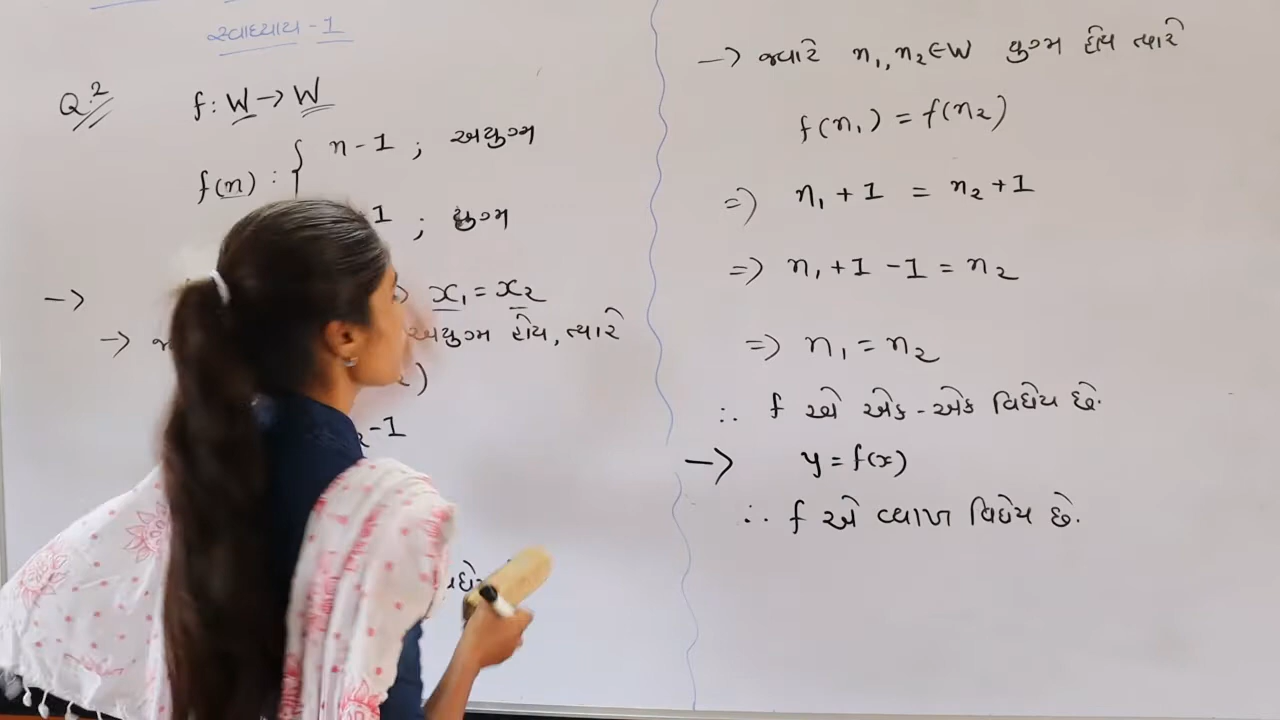 સ્વાધ્યાય - 1
Q.2 f : W → W
n - 1 ; અયુગ્મ
f(n) : {
1 ; યુગ્મ
→ x₁ = x₂
→ અયુગ્મ હોય, ત્યારે
)
-1
→ જ્યારે n₁, n₂ ∈ W યુગ્મ હોય ત્યારે
f(n₁) = f(n₂)
⇒ n₁ + 1 = n₂ + 1
⇒ n₁ + 1 - 1 = n₂
⇒ n₁ = n₂
∴ f એ એક - એક વિધેય છે.
→ y = f(x)
∴ f એ વ્યાપ્ત વિધેય છે.